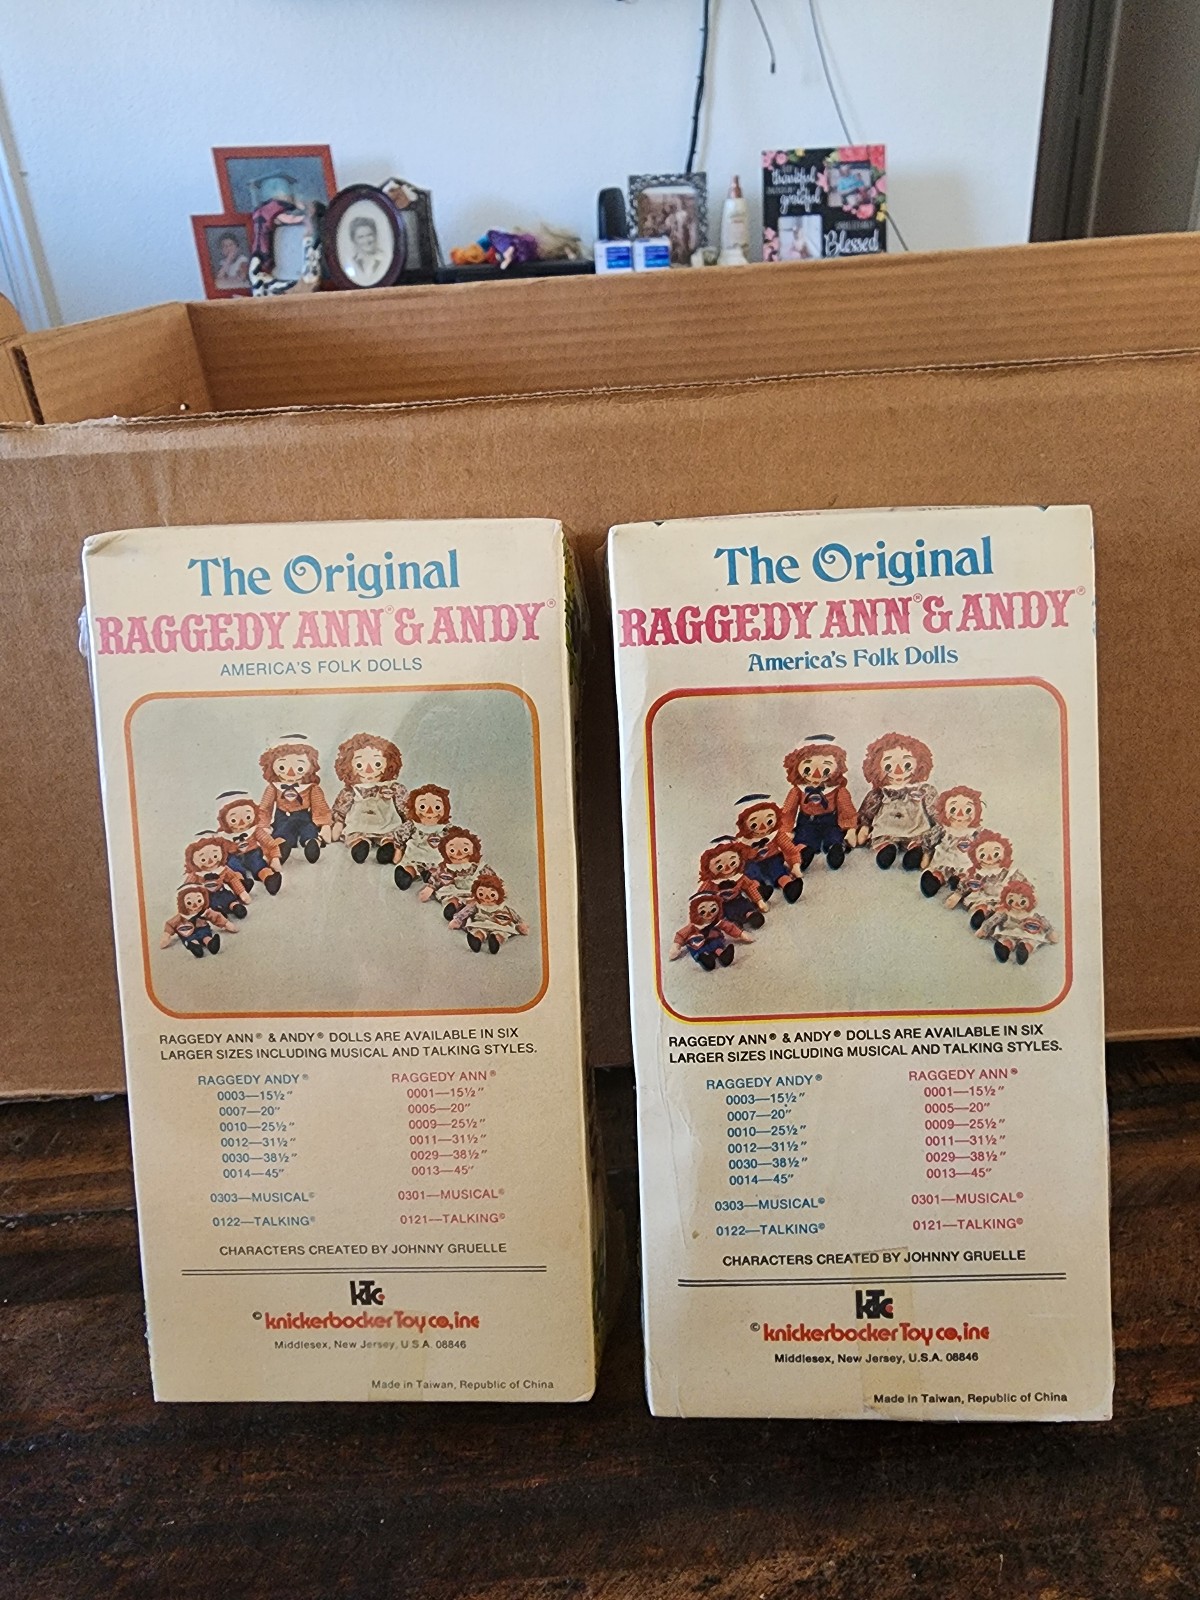 thankful
grateful
Blessed
The Original
RAGGEDY ANN® & ANDY®
AMERICA'S FOLK DOLLS
RAGGEDY ANN® & ANDY® DOLLS ARE AVAILABLE IN SIX
LARGER SIZES INCLUDING MUSICAL AND TALKING STYLES.
RAGGEDY ANDY®
0003—15½"
0007—20"
0010—25½"
0012—31½"
0030—38½"
0014—45"
0303—MUSICAL®
0122—TALKING®
RAGGEDY ANN®
0001—15½"
0005—20"
0009—25½"
0011—31½"
0029—38½"
0013—45"
0301—MUSICAL®
0121—TALKING®
CHARACTERS CREATED BY JOHNNY GRUELLE
KTC
© knickerbocker Toy co, inc
Middlesex, New Jersey, U.S.A. 08846
Made in Taiwan, Republic of China
The Original
RAGGEDY ANN® & ANDY®
America's Folk Dolls
RAGGEDY ANN® & ANDY® DOLLS ARE AVAILABLE IN SIX
LARGER SIZES INCLUDING MUSICAL AND TALKING STYLES.
RAGGEDY ANDY®
0003—15½"
0007—20"
0010—25½"
0012—31½"
0030—38½"
0014—45"
0303—MUSICAL®
0122—TALKING®
RAGGEDY ANN®
0001—15½"
0005—20"
0009—25½"
0011—31½"
0029—38½"
0013—45"
0301—MUSICAL®
0121—TALKING®
CHARACTERS CREATED BY JOHNNY GRUELLE
KTC
© knickerbocker Toy co, inc
Middlesex, New Jersey, U.S.A. 08846
Made in Taiwan, Republic of China